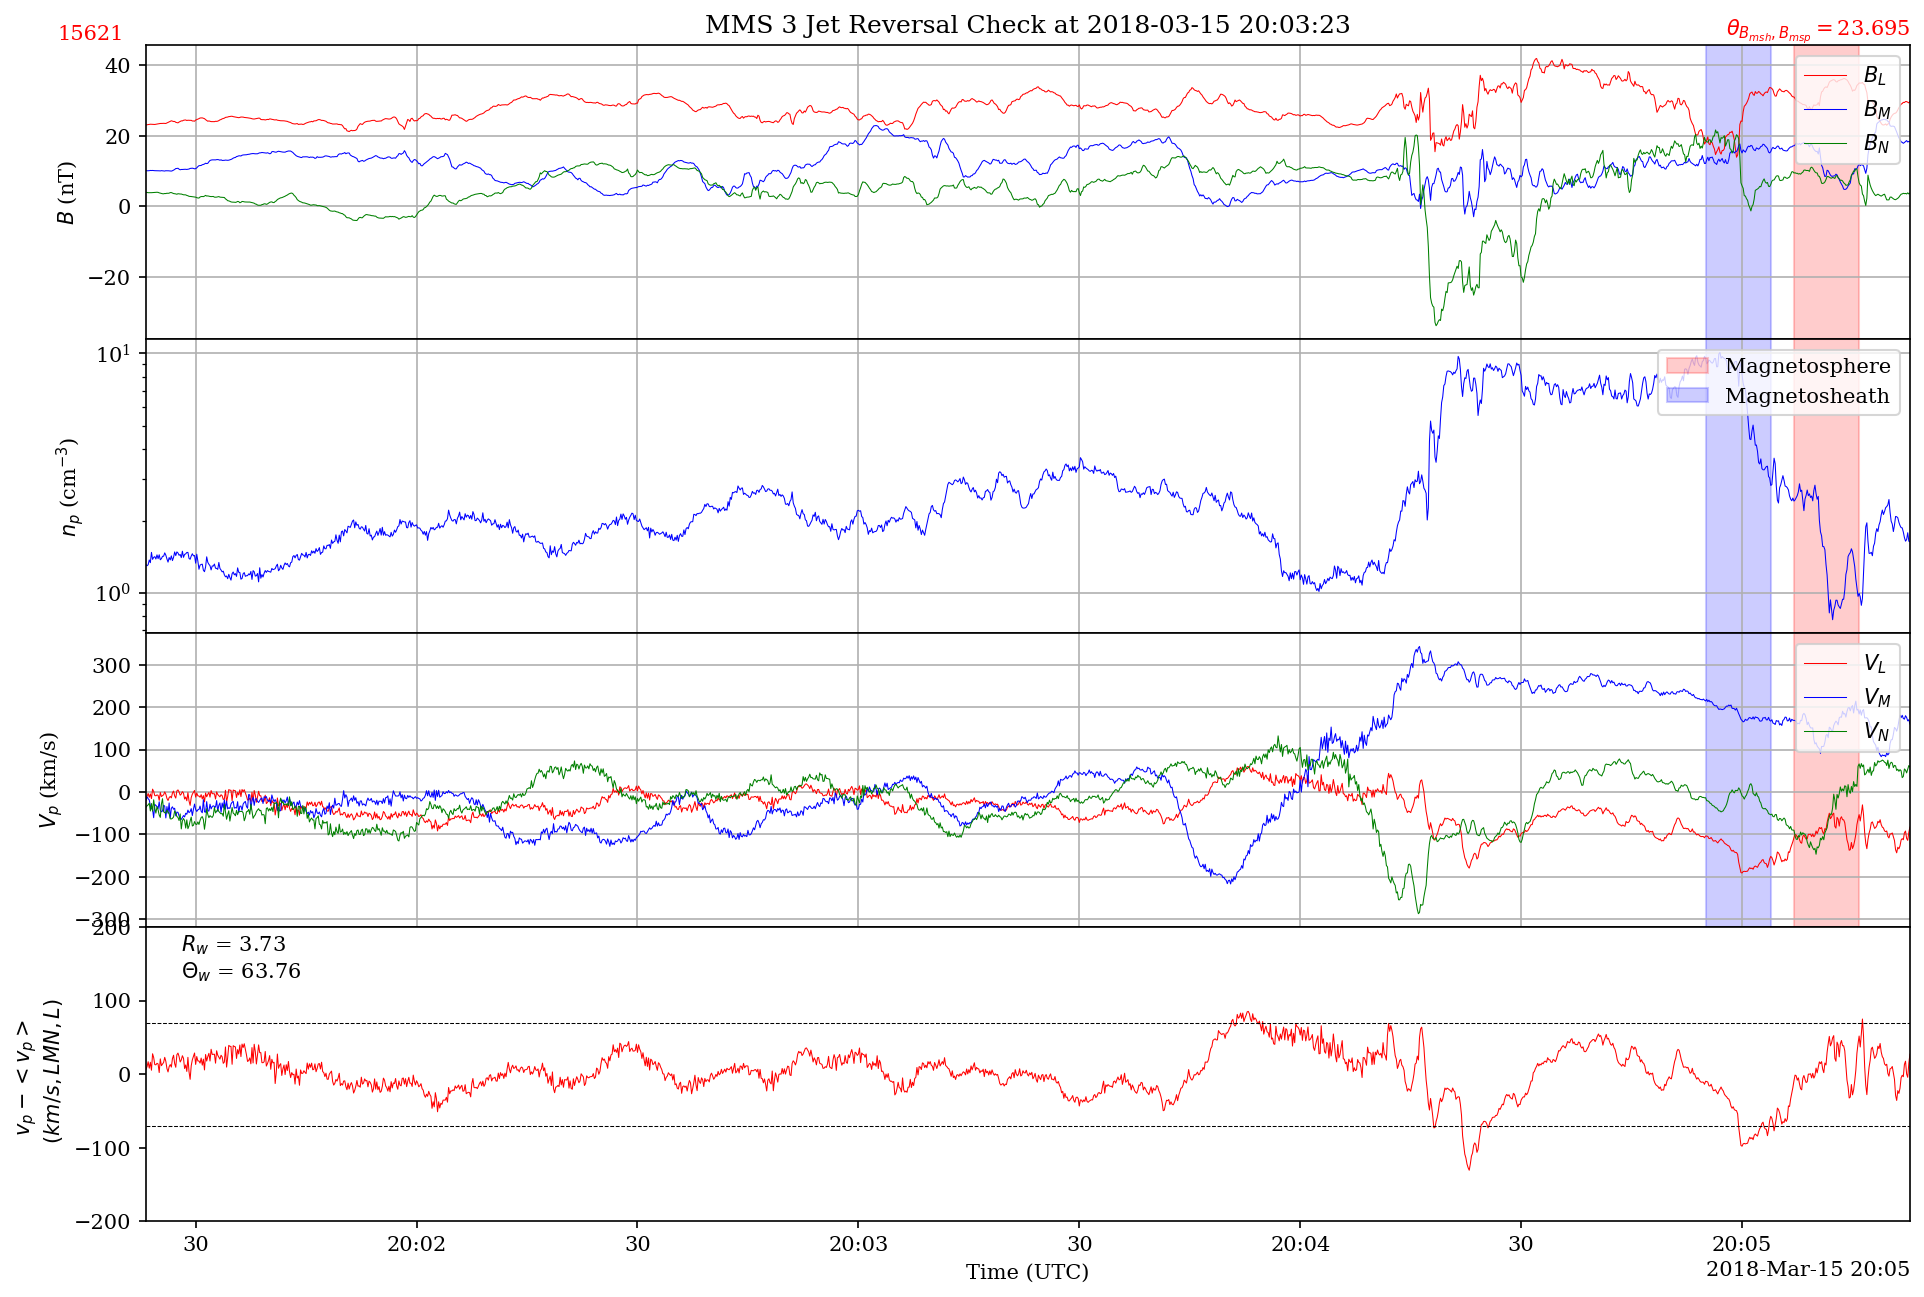 MMS 3 Jet Reversal Check at 2018-03-15 20:03:23
15621
θ_{B_{msh}, B_{msp}} = 23.695
40
20
0
−20
B (nT)
B_L
B_M
B_N
10^1
10^0
n_p (cm^{−3})
Magnetosphere
Magnetosheath
300
200
100
0
−100
−200
−300
V_p (km/s)
V_L
V_M
V_N
200
100
0
−100
−200
v_p − < v_p >
(km/s, LMN, L)
R_w = 3.73
Θ_w = 63.76
30 20:02 30 20:03 30 20:04 30 20:05
Time (UTC)
2018-Mar-15 20:05